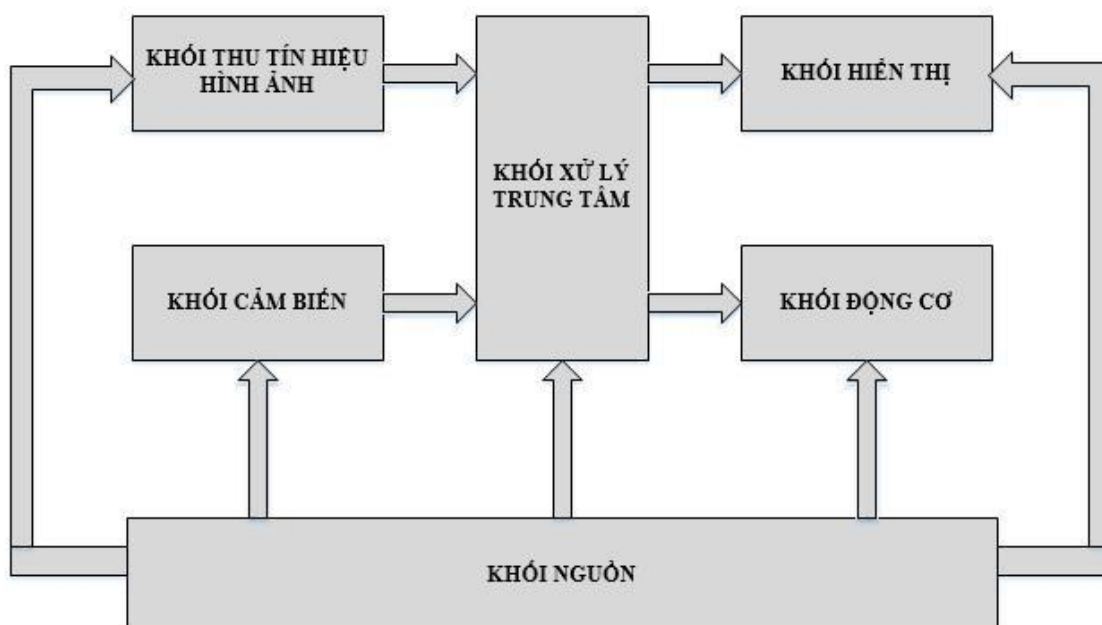 KHỐI THU TÍN HIỆU
HÌNH ẢNH
KHỐI HIỂN THỊ
KHỐI XỬ LÝ
TRUNG TÂM
KHỐI CẢM BIẾN
KHỐI ĐỘNG CƠ
KHỐI NGUỒN